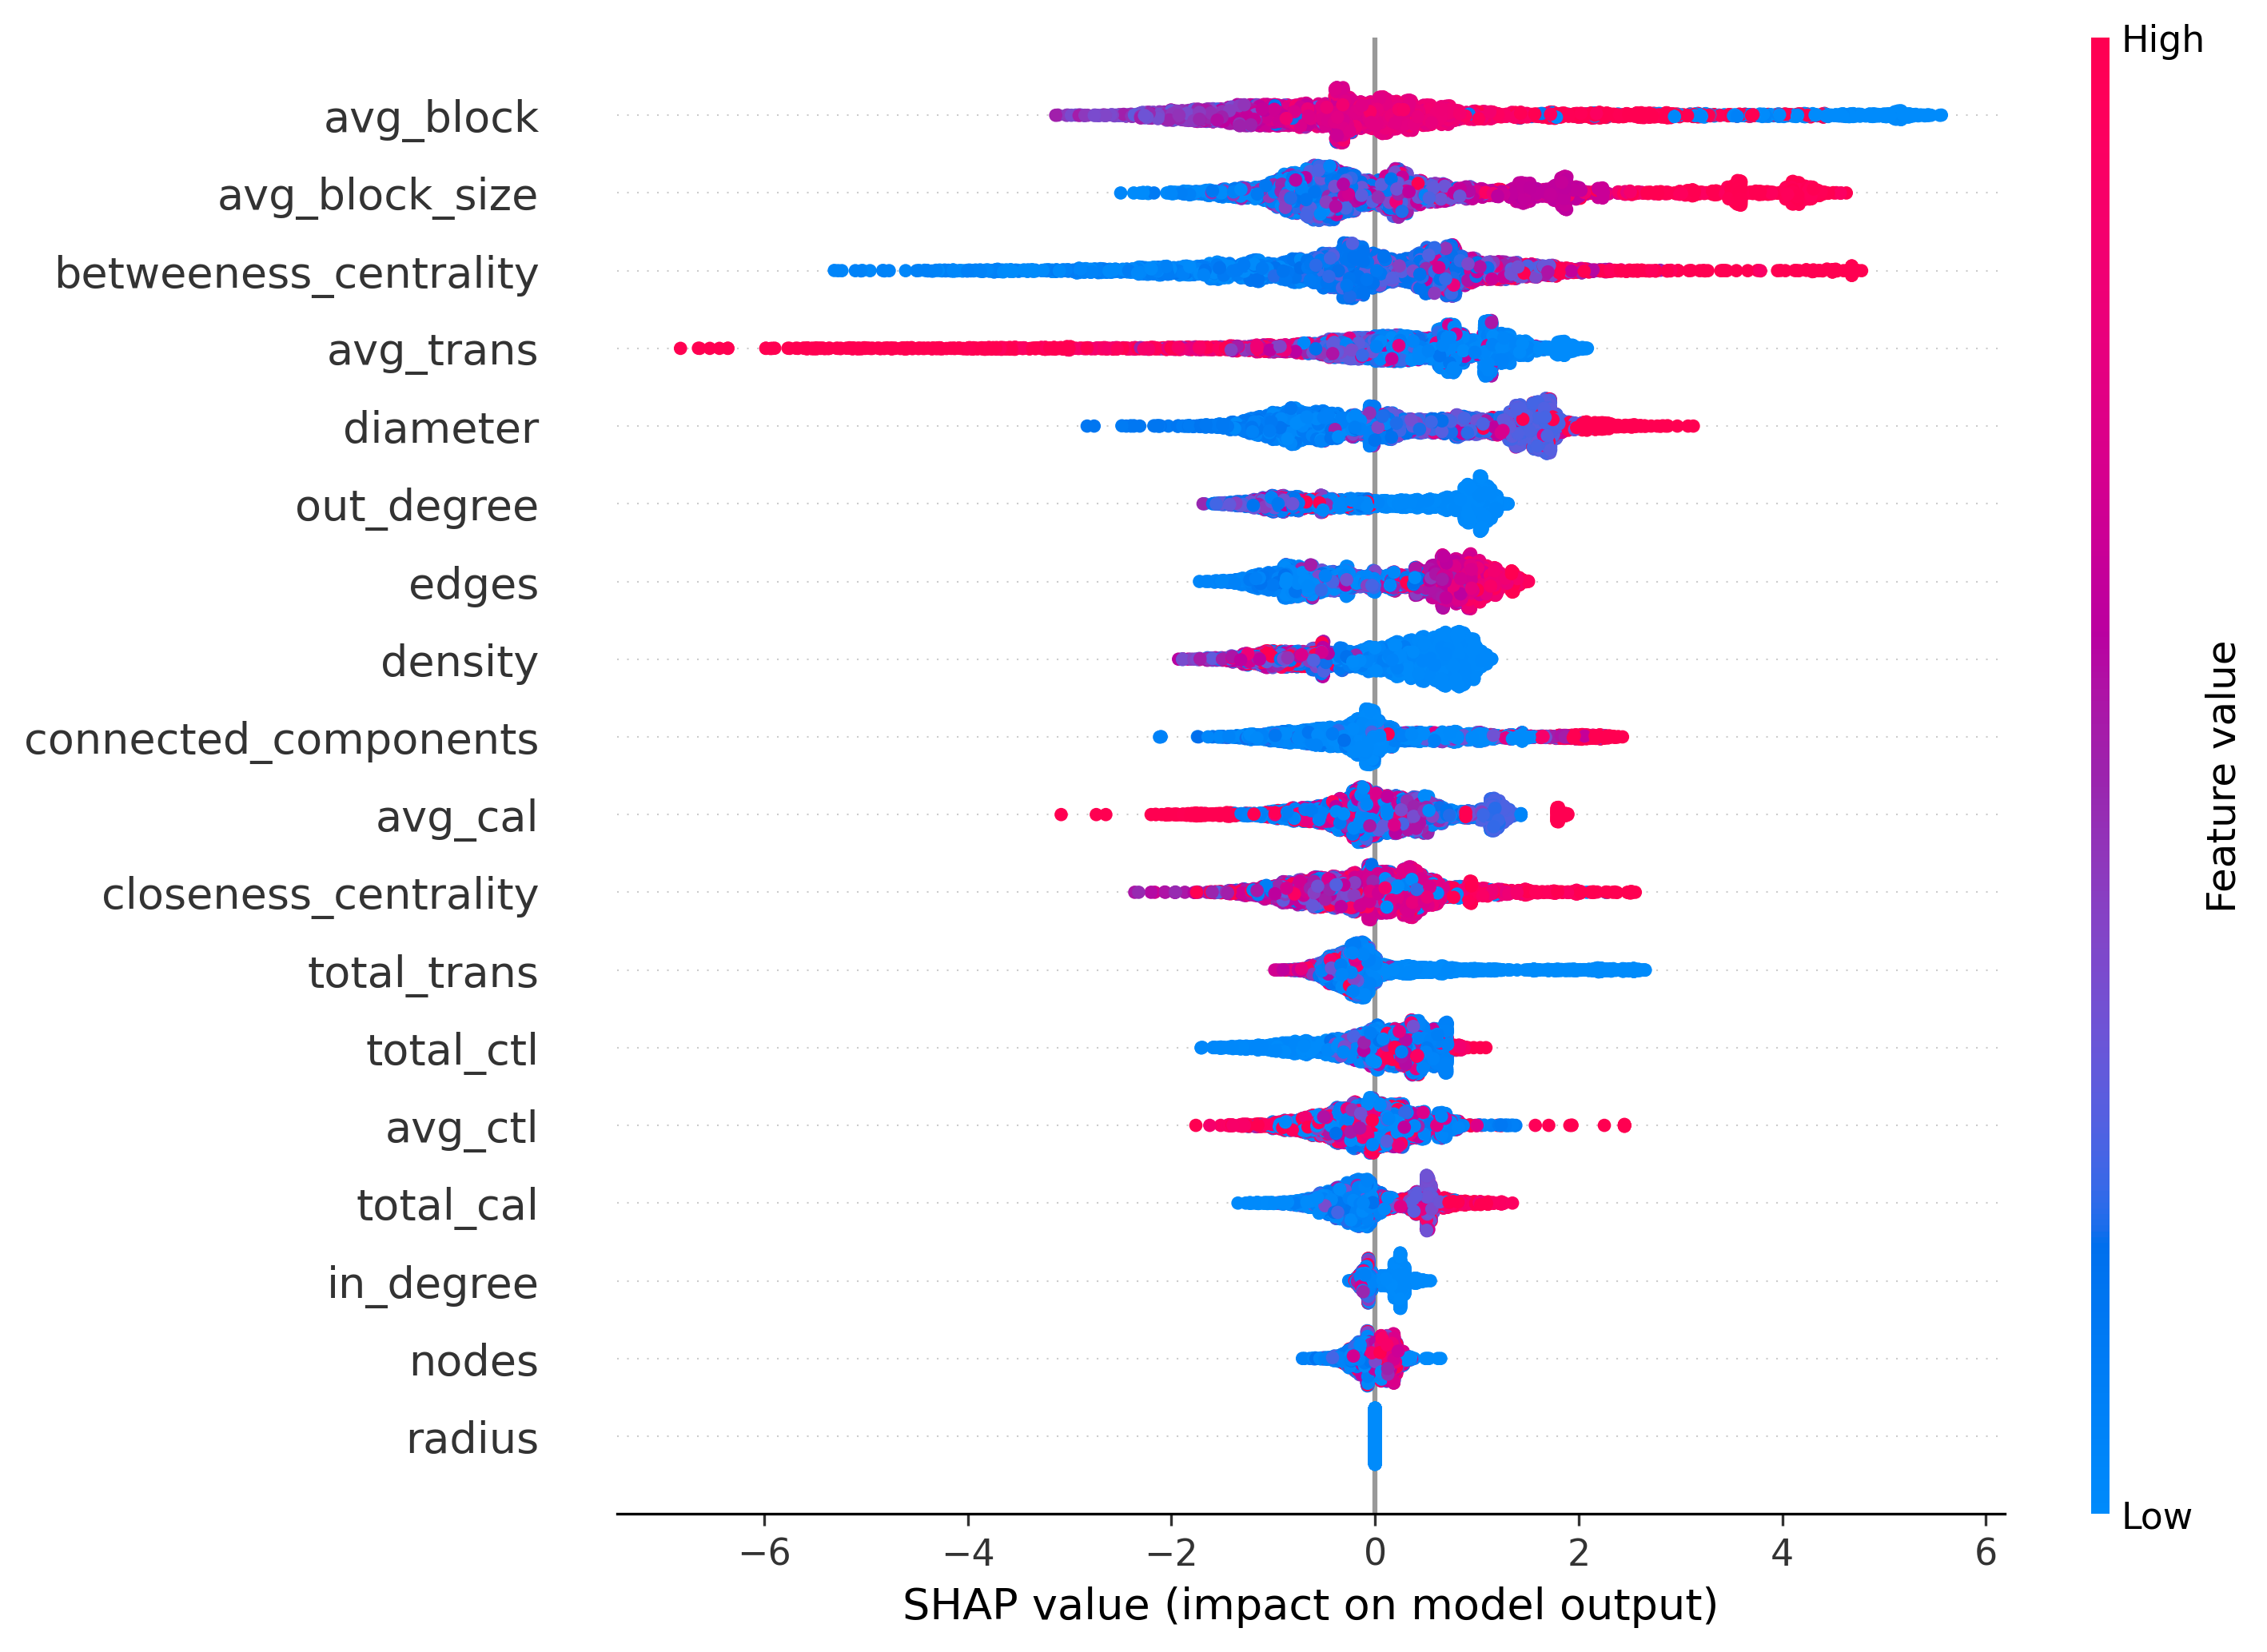 High
avg_block
avg_block_size
betweeness_centrality
avg_trans
diameter
out_degree
edges
density
connected_components
avg_cal
closeness_centrality
total_trans
total_ctl
avg_ctl
total_cal
in_degree
nodes
radius
Feature value
Low
−6 −4 −2 0 2 4 6
SHAP value (impact on model output)